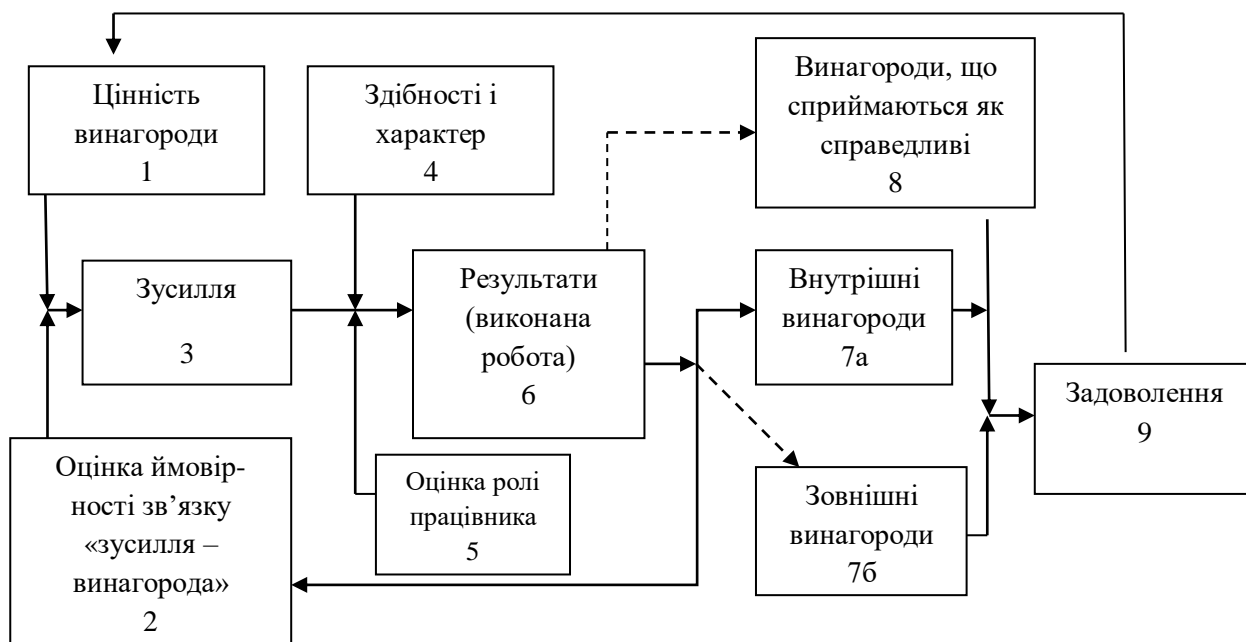 Цінність
винагороди
1
Здібності і
характер
4
Винагороди, що
сприймаються як
справедливі
8
Зусилля
3
Результати
(виконана
робота)
6
Внутрішні
винагороди
7а
Задоволення
9
Оцінка ймовір-
ності зв’язку
«зусилля –
винагорода»
2
Оцінка ролі
працівника
5
Зовнішні
винагороди
7б